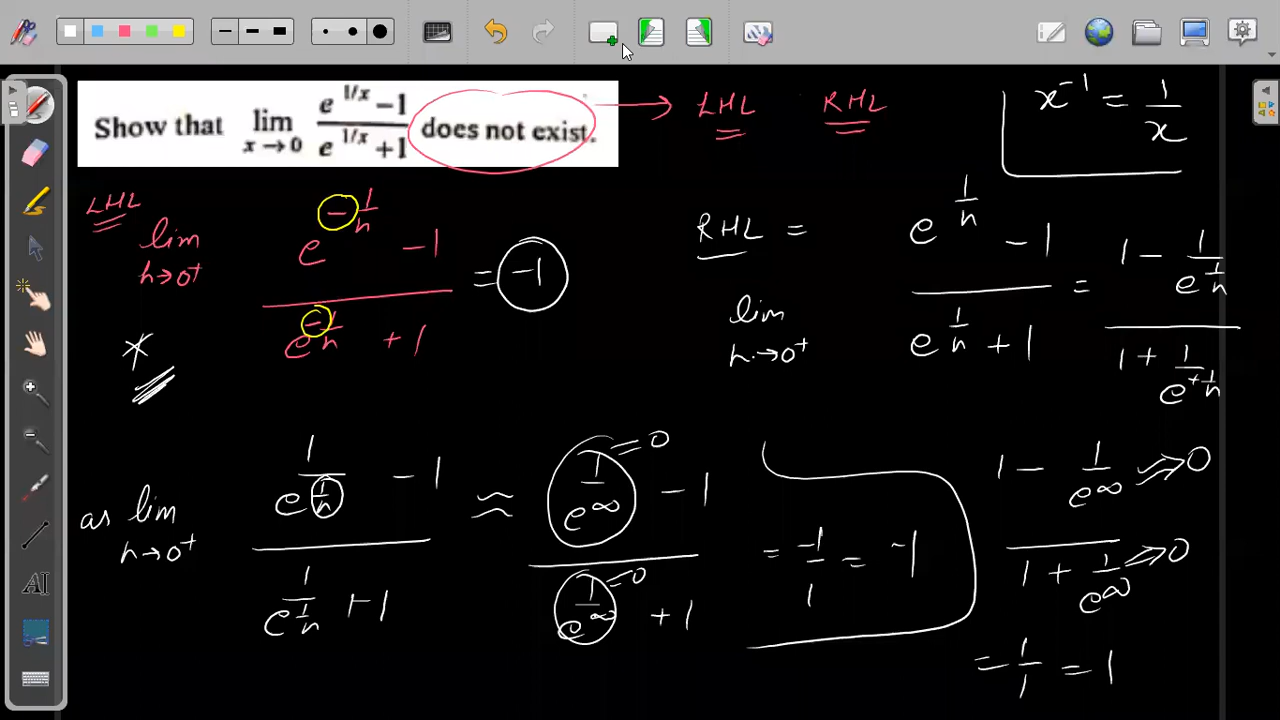 Show that lim x→0 (e^{1/x} −1)/(e^{1/x} +1) does not exist.
→ LHL RHL
x^{-1} = 1/x
LHL
lim h→0⁺ (e^{-1/h} − 1)/(e^{-1/h} + 1) = −1
RHL =
lim h→0⁺ (e^{1/h} − 1)/(e^{1/h} + 1) = (1 − 1/e^{1/h})/(1 + 1/e^{+1/h})
as lim h→0⁺ (1/e^{1/h} − 1)/(1/e^{1/h} + 1) ≈ (1/e^∞ − 1)/(1/e^∞ + 1) = -1/1 = -1
=0
=0
(1 − 1/e^∞ → 0)/(1 + 1/e^∞ → 0)
= 1/1 = 1
AI